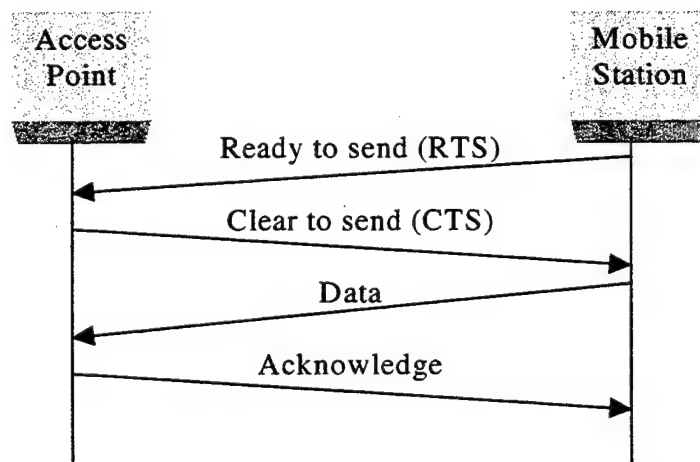 Access
Point
Mobile
Station
Ready to send (RTS)
Clear to send (CTS)
Data
Acknowledge